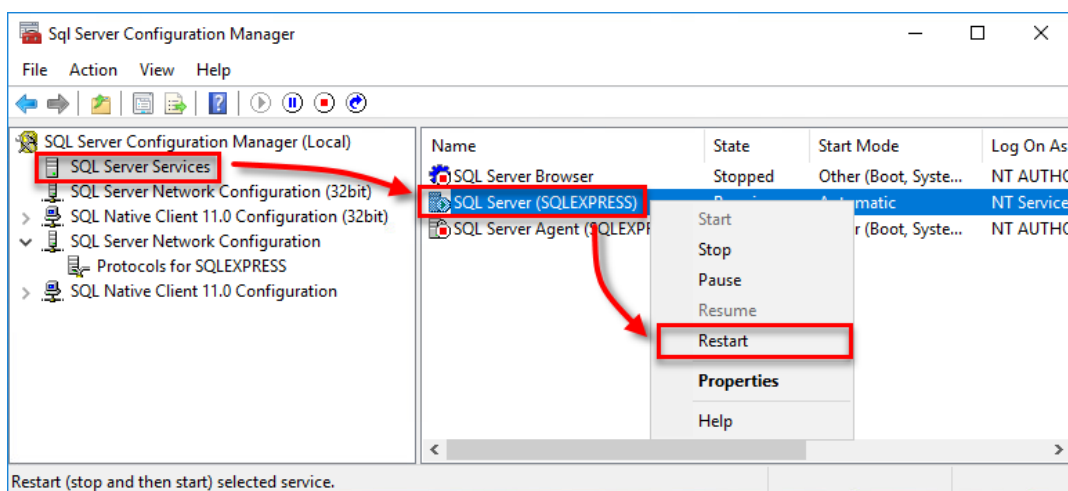 Sql Server Configuration Manager
File Action View Help
SQL Server Configuration Manager (Local)
SQL Server Services
SQL Server Network Configuration (32bit)
SQL Native Client 11.0 Configuration (32bit)
SQL Server Network Configuration
Protocols for SQLEXPRESS
SQL Native Client 11.0 Configuration
Name State Start Mode Log On As
SQL Server Browser Stopped Other (Boot, Syste... NT AUTHO
SQL Server (SQLEXPRESS) matic NT Service
SQL Server Agent (SQLEXPR r (Boot, Syste... NT AUTHO
Start
Stop
Pause
Resume
Restart
Properties
Help
Restart (stop and then start) selected service.